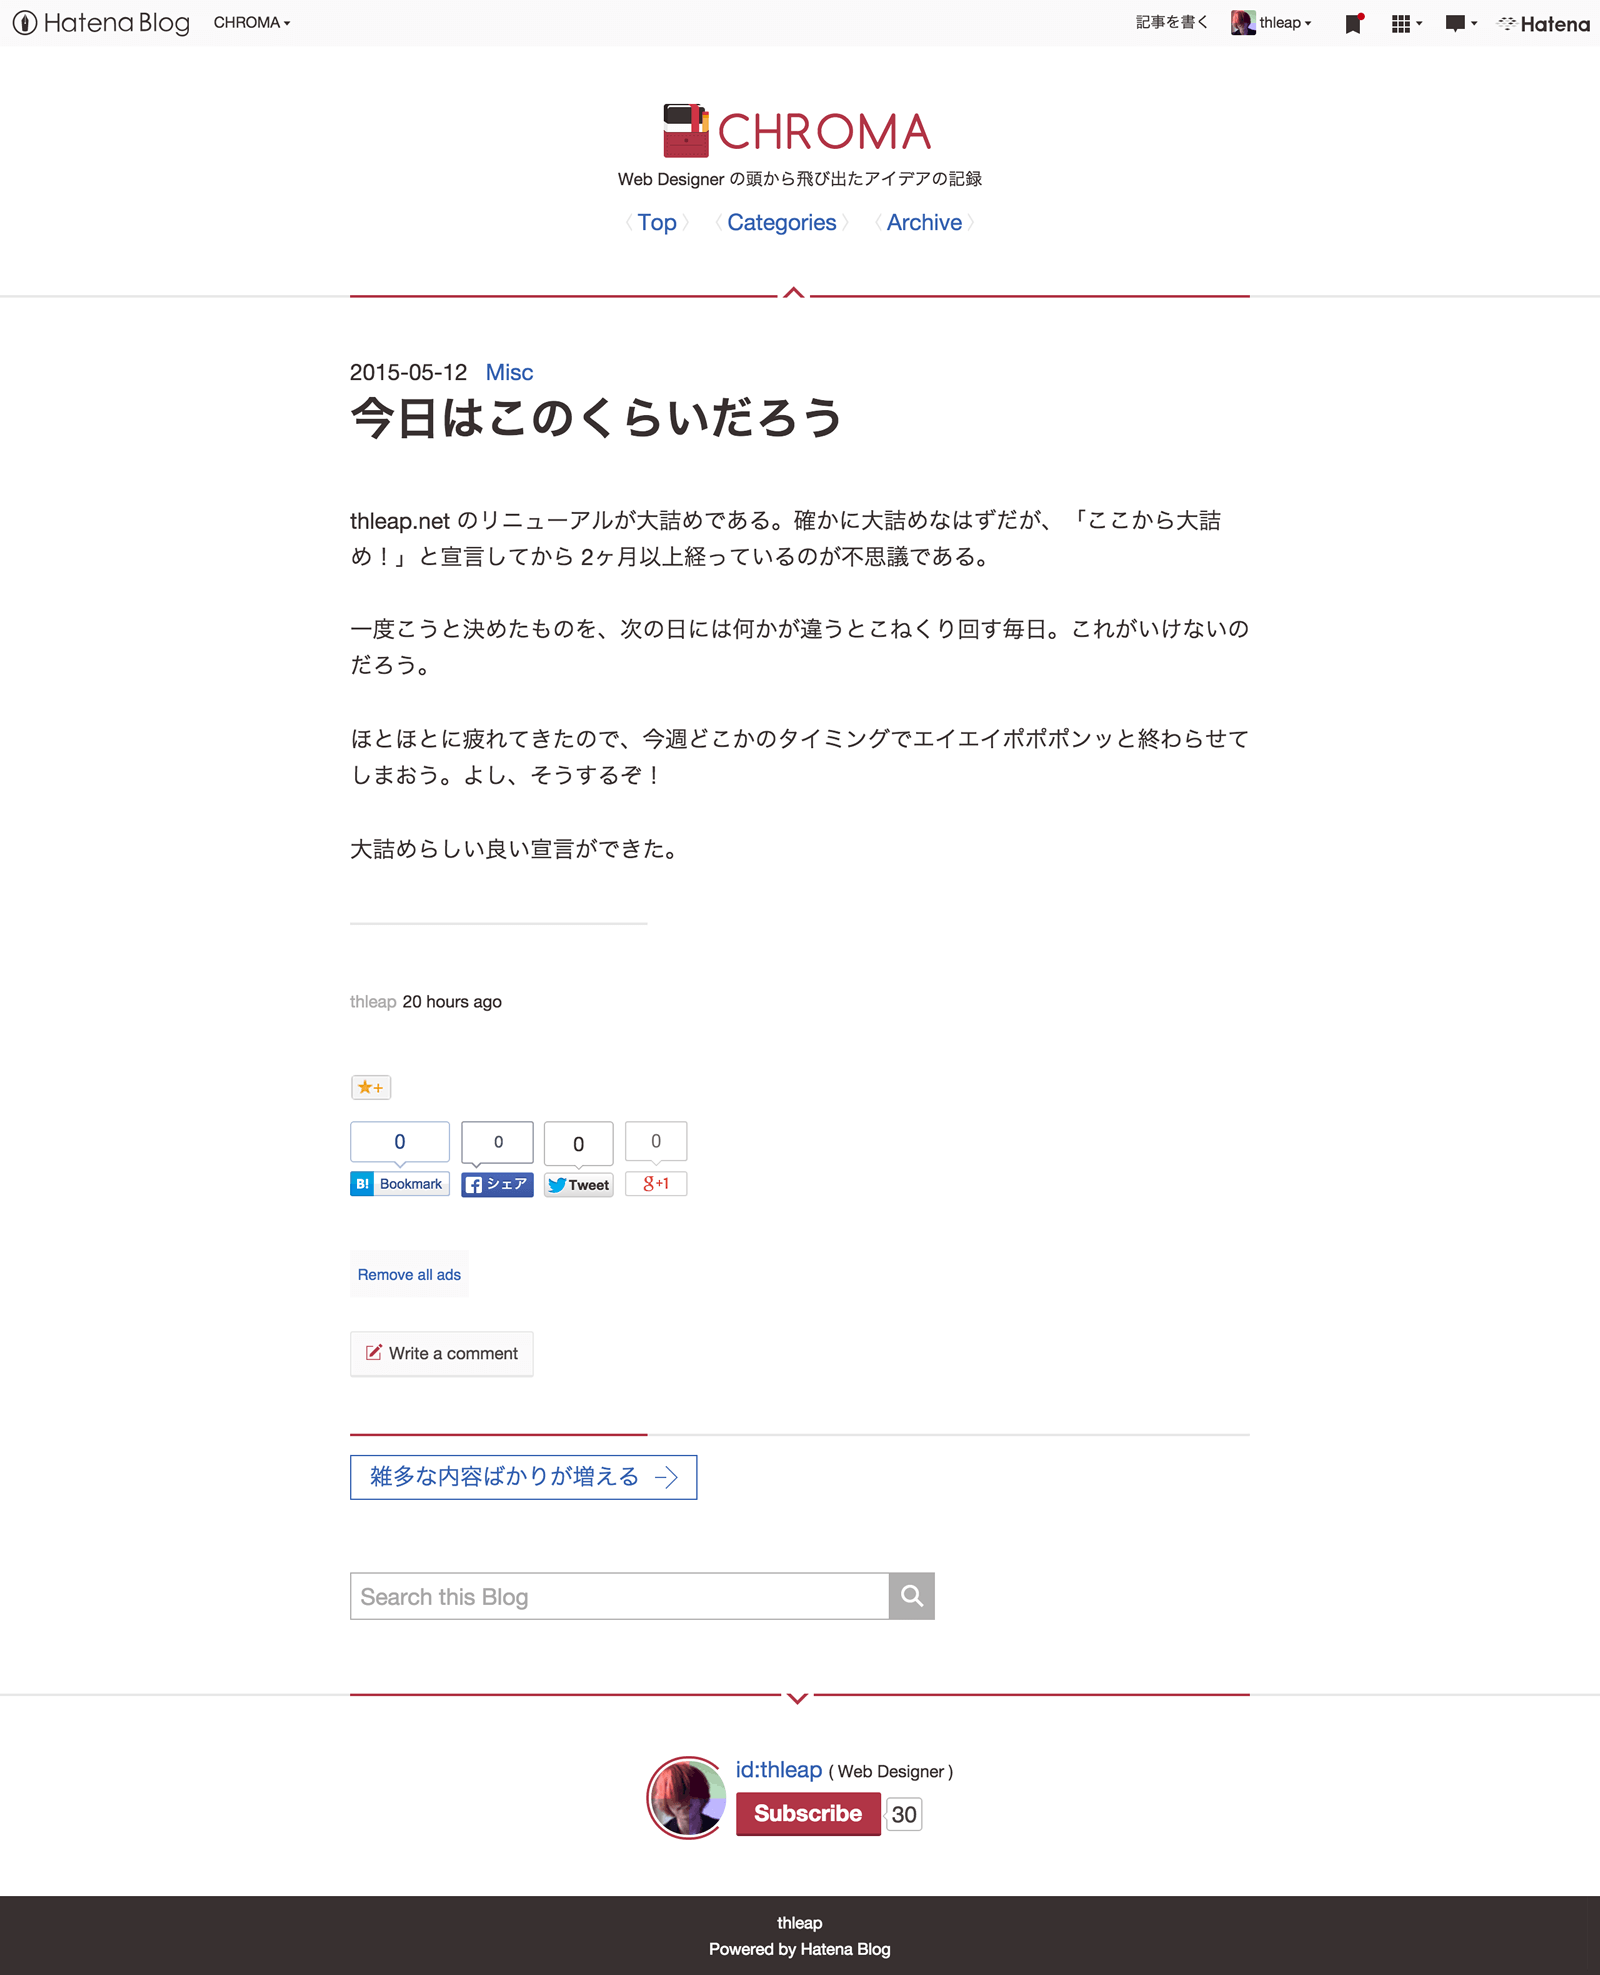 Hatena Blog CHROMA 記事を書く thleap Hatena
CHROMA
Web Designer の頭から飛び出たアイデアの記録
〈Top〉 〈Categories〉 〈Archive〉
2015-05-12 Misc
今日はこのくらいだろう
thleap.net のリニューアルが大詰めである。確かに大詰めなはずだが、「ここから大詰
め！」と宣言してから 2ヶ月以上経っているのが不思議である。
一度こうと決めたものを、次の日には何かが違うとこねくり回す毎日。これがいけないの
だろう。
ほとほとに疲れてきたので、今週どこかのタイミングでエイエイポポポンッと終わらせて
しまおう。よし、そうするぞ！
大詰めらしい良い宣言ができた。
thleap 20 hours ago
★+
0 0 0 0
B! Bookmark f シェア Tweet g+1
Remove all ads
Write a comment
雑多な内容ばかりが増える
Search this Blog
id:thleap ( Web Designer )
Subscribe 30
thleap
Powered by Hatena Blog